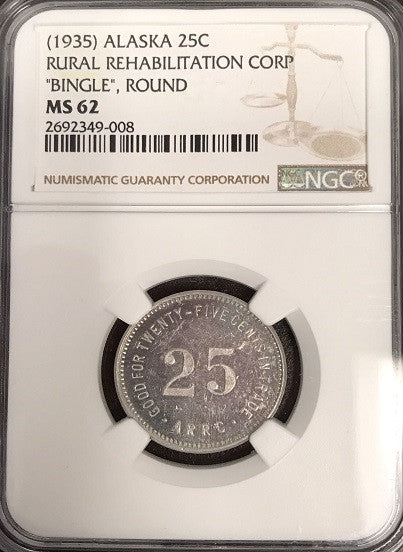 (1935) ALASKA 25C
RURAL REHABILITATION CORP
"BINGLE", ROUND
MS 62
2692349-008
NUMISMATIC GUARANTY CORPORATION
NGC®
GOOD FOR TWENTY-FIVE CENTS IN TRADE
25
· ARRC ·